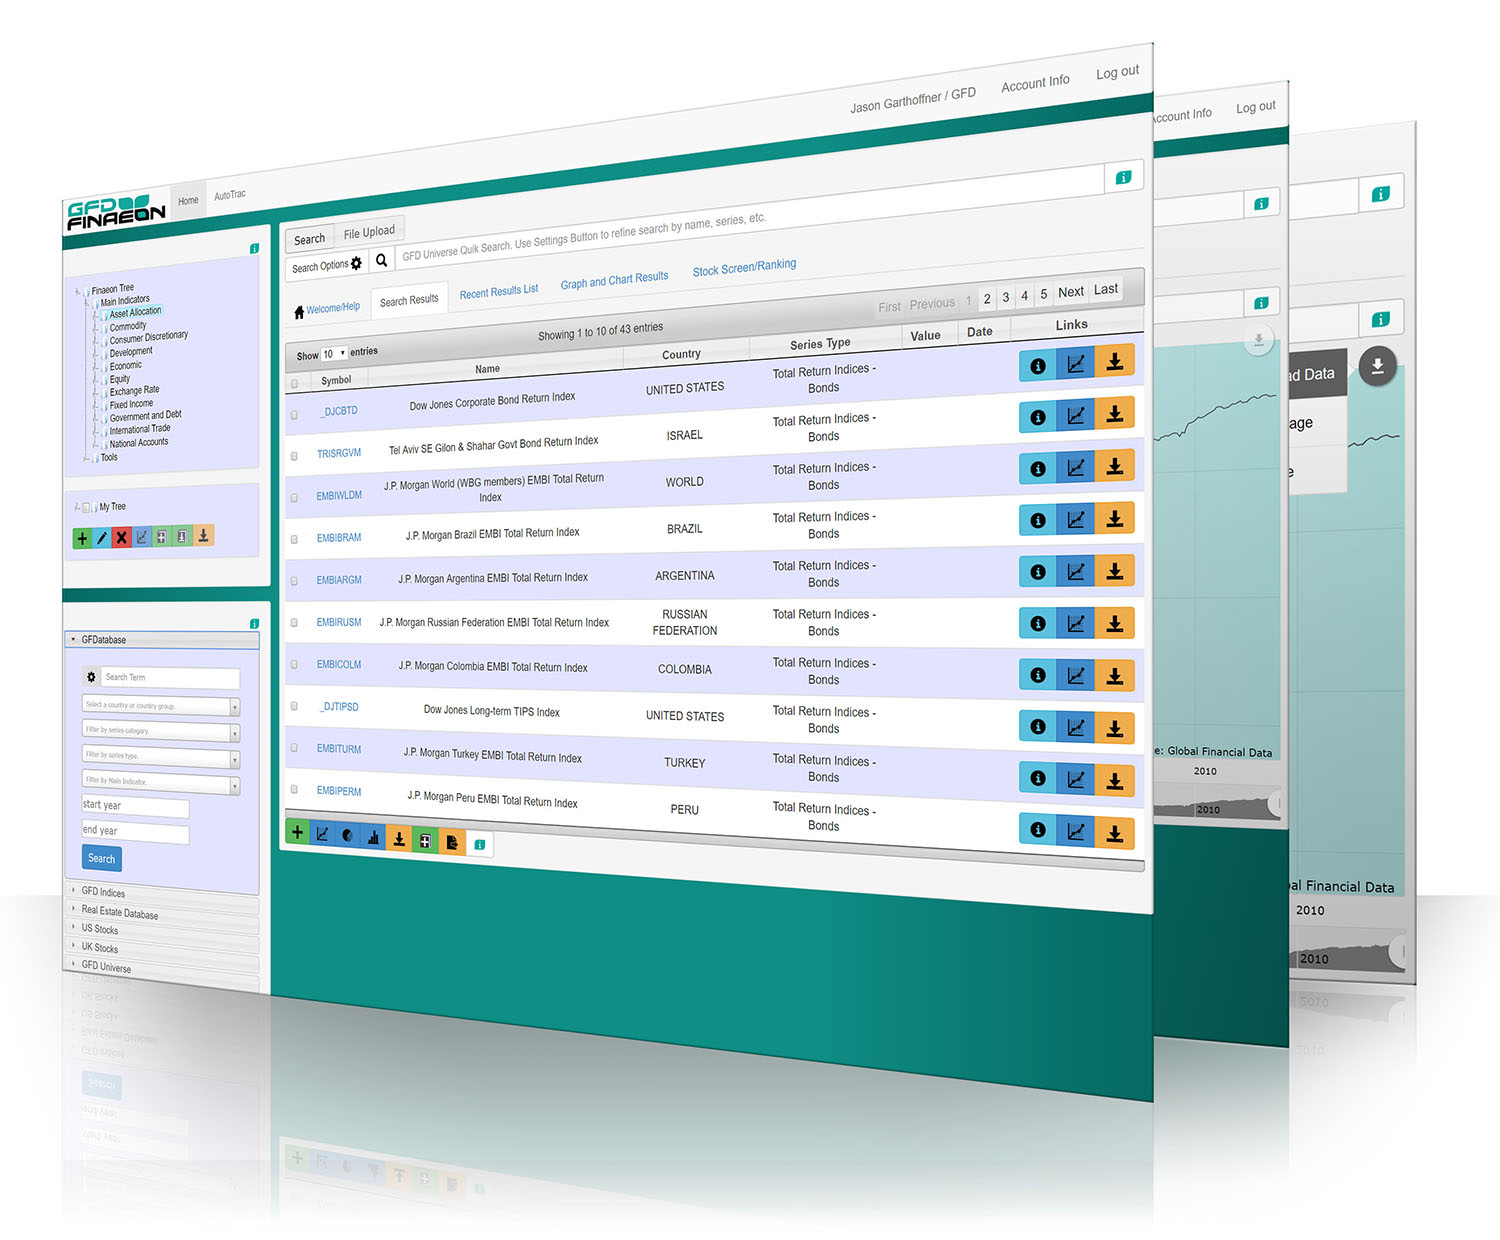 Jason Garthoffner / GFD Account Info Log out
GFD
FINAEON
Home AutoTrac
Finaeon Tree
Main Indicators
Asset Allocation
Commodity
Consumer Discretionary
Development
Economic
Equity
Exchange Rate
Fixed Income
Government and Debt
International Trade
National Accounts
Tools
My Tree
GFDatabase
Search Term
Select a country or country group.
Filter by series category.
Filter by series type.
Filter by Main Indicator.
start year
end year
Search
GFD Indices
Real Estate Database
US Stocks
UK Stocks
GFD Universe
Search File Upload
Search Options GFD Universe Quik Search. Use Settings Button to refine search by name, series, etc.
Welcome/Help Search Results Recent Results List Graph and Chart Results Stock Screen/Ranking
Show 10 entries Showing 1 to 10 of 43 entries First Previous 1 2 3 4 5 Next Last
Symbol Name Country Series Type Value Date Links
_DJCBTD Dow Jones Corporate Bond Return Index UNITED STATES Total Return Indices -
Bonds
TRISRGVM Tel Aviv SE Gilon & Shahar Govt Bond Return Index ISRAEL Total Return Indices -
Bonds
EMBIWLDM J.P. Morgan World (WBG members) EMBI Total Return WORLD Total Return Indices -
Index Bonds
EMBIBRAM J.P. Morgan Brazil EMBI Total Return Index BRAZIL Total Return Indices -
Bonds
EMBIARGM J.P. Morgan Argentina EMBI Total Return Index ARGENTINA Total Return Indices -
Bonds
EMBIRUSM J.P. Morgan Russian Federation EMBI Total Return Index RUSSIAN Total Return Indices -
FEDERATION Bonds
EMBICOLM J.P. Morgan Colombia EMBI Total Return Index COLOMBIA Total Return Indices -
Bonds
_DJTIPSD Dow Jones Long-term TIPS Index UNITED STATES Total Return Indices -
Bonds
EMBITURM J.P. Morgan Turkey EMBI Total Return Index TURKEY Total Return Indices -
Bonds
EMBIPERM J.P. Morgan Peru EMBI Total Return Index PERU Total Return Indices -
Bonds
Account Info Log out
e: Global Financial Data
2010
2010
ad Data
age
e
al Financial Data
2010
2010